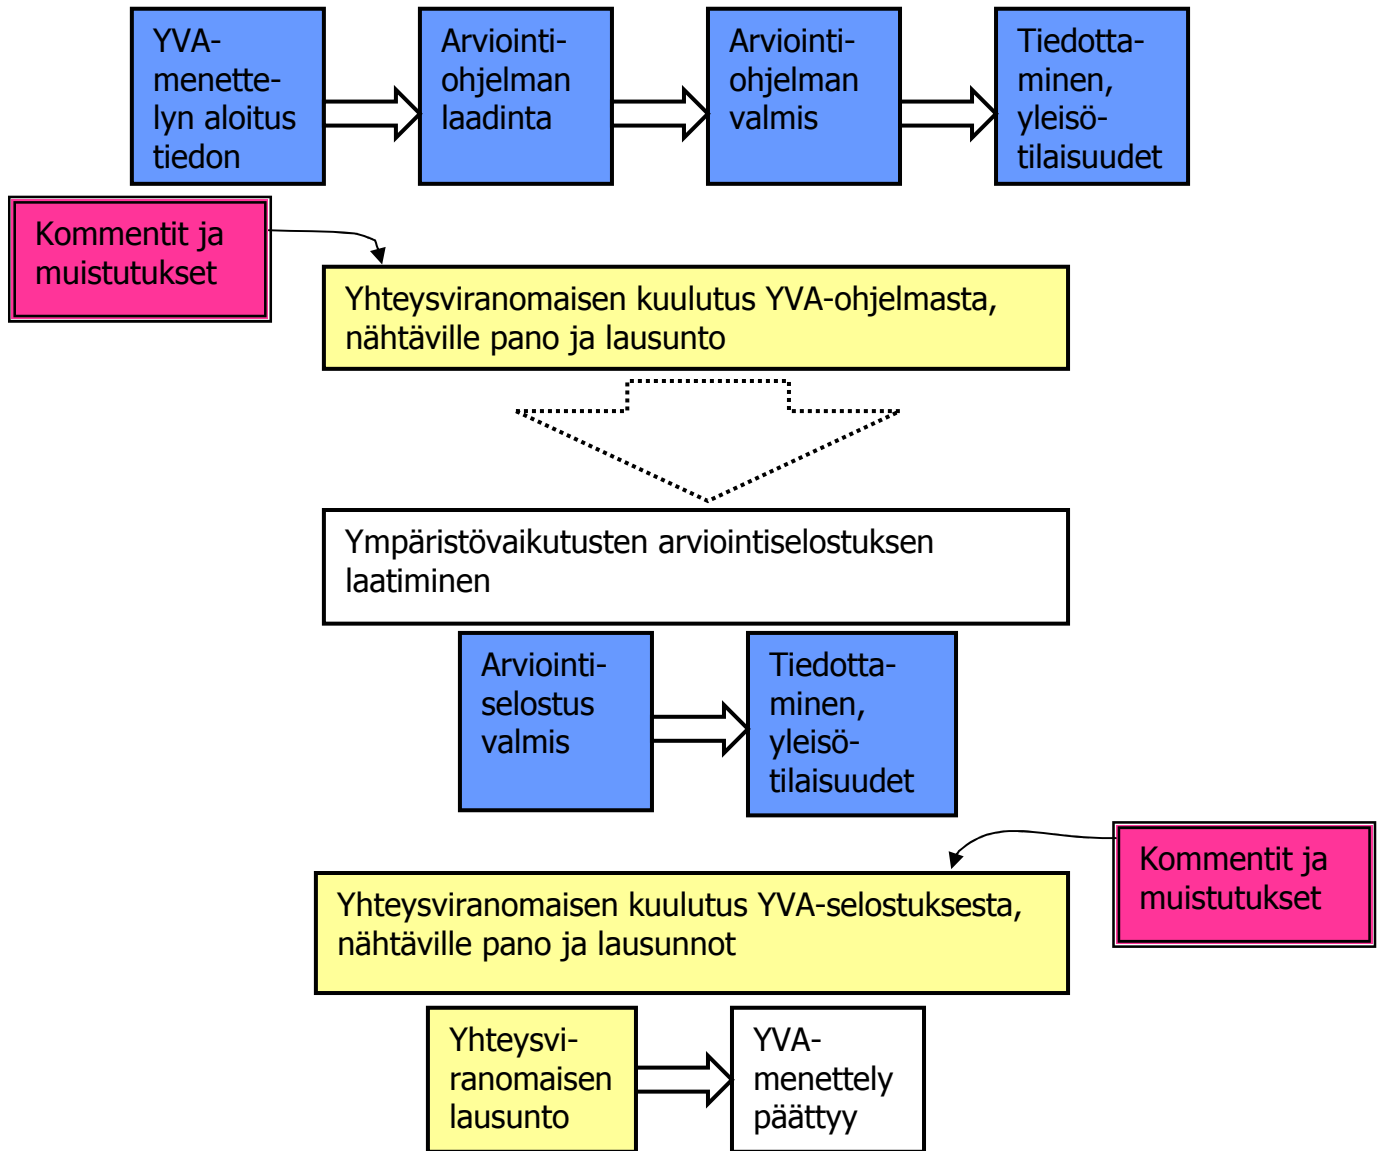 YVA-
menette-
lyn aloitus
tiedon
Arviointi-
ohjelman
laadinta
Arviointi-
ohjelman
valmis
Tiedotta-
minen,
yleisö-
tilaisuudet
Kommentit ja
muistutukset
Yhteysviranomaisen kuulutus YVA-ohjelmasta,
nähtäville pano ja lausunto
Ympäristövaikutusten arviointiselostuksen
laatiminen
Arviointi-
selostus
valmis
Tiedotta-
minen,
yleisö-
tilaisuudet
Kommentit ja
muistutukset
Yhteysviranomaisen kuulutus YVA-selostuksesta,
nähtäville pano ja lausunnot
Yhteysvi-
ranomaisen
lausunto
YVA-
menettely
päättyy